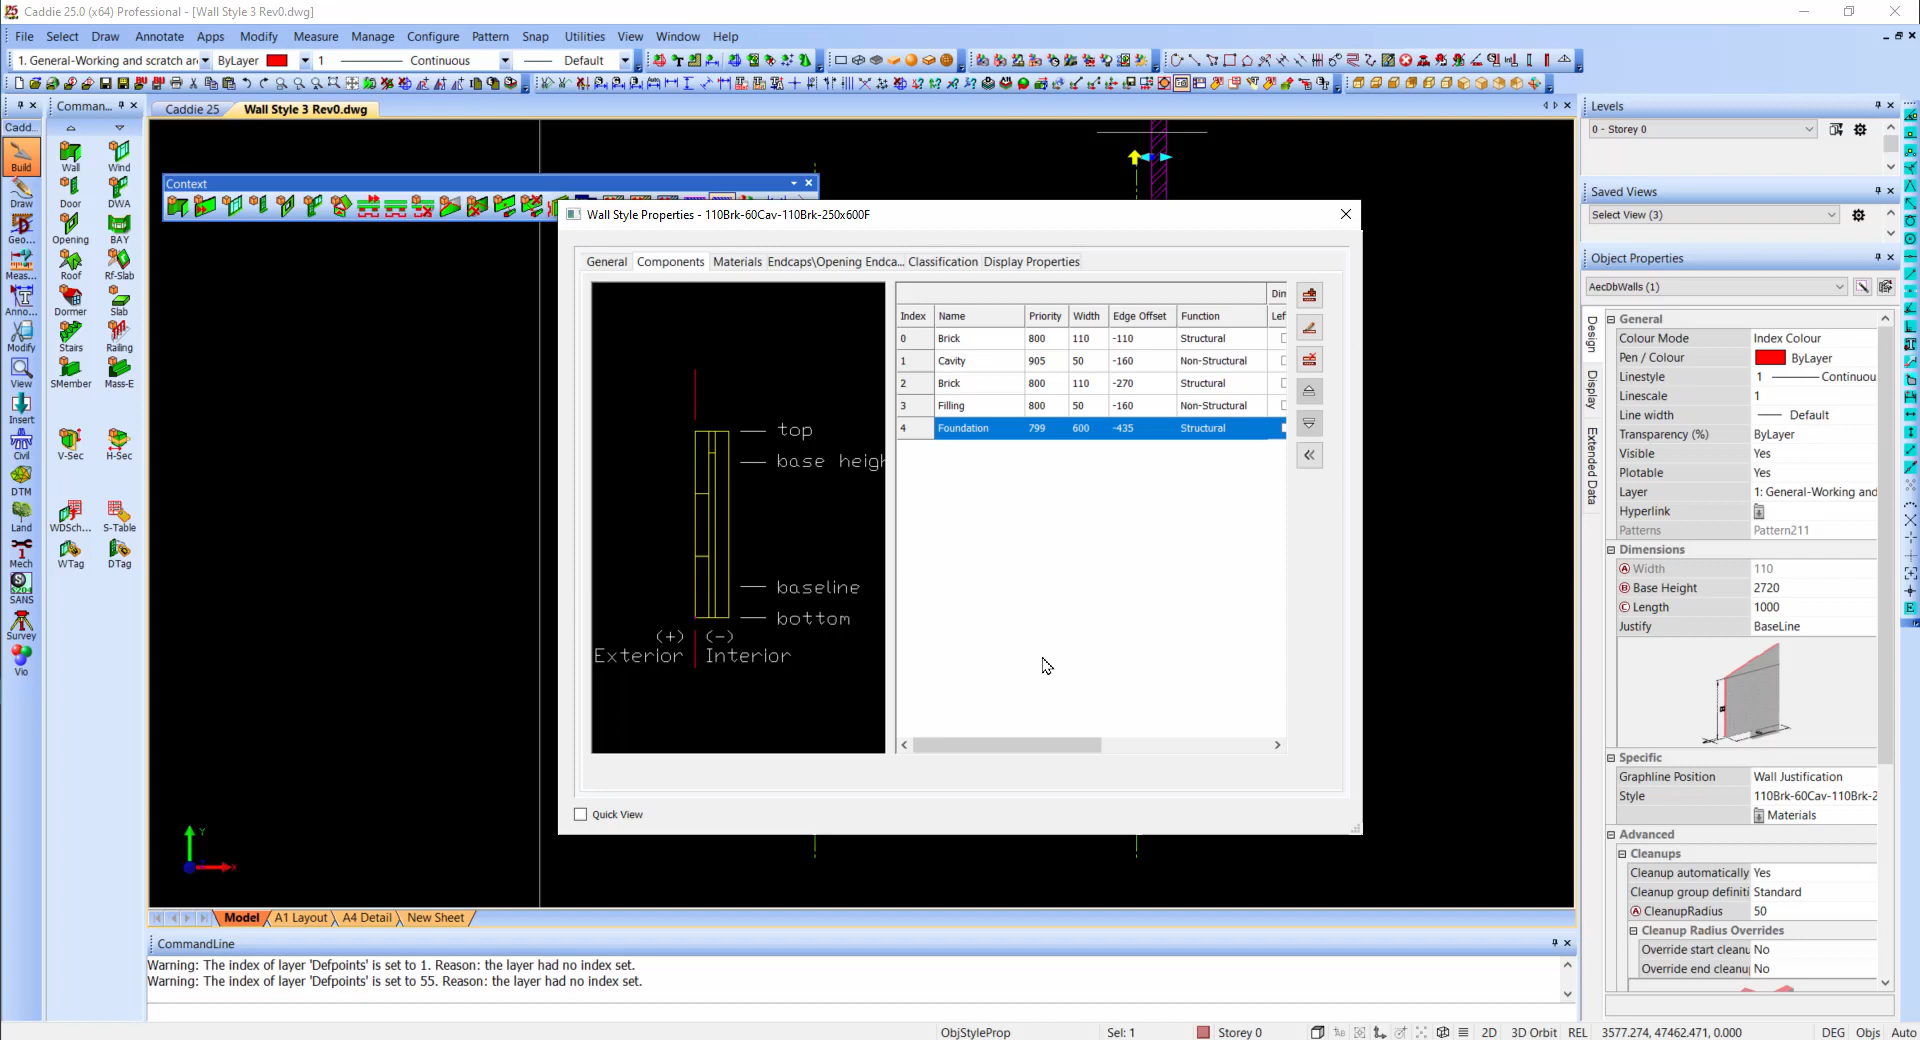 Caddie 25.0 (x64) Professional - [Wall Style 3 Rev0.dwg]
File Select Draw Annotate Apps Modify Measure Manage Configure Pattern Snap Utilities View Window Help
1. General-Working and scratch are ByLayer 1 Continuous Default
Cadd... Comman... Caddie 25 Wall Style 3 Rev0.dwg
Build
Draw
Geo...
Meas...
Anno...
Modify
View
Insert
Civil
DTM
Land
Mech
SANS
Survey
Vio
Wall Wind
Door DWA
Opening BAY
Roof Rf-Slab
Dormer Slab
Stairs Railing
SMember Mass-E
V-Sec H-Sec
WDSch... S-Table
WTag DTag
Context
Wall Style Properties - 110Brk-60Cav-110Brk-250x600F
General Components Materials Endcaps\Opening Endca... Classification Display Properties
top
base heigh
baseline
bottom
(+) (-)
Exterior Interior
Dim
Index Name Priority Width Edge Offset Function Lef
0 Brick 800 110 -110 Structural
1 Cavity 905 50 -160 Non-Structural
2 Brick 800 110 -270 Structural
3 Filling 800 50 -160 Non-Structural
4 Foundation 799 600 -435 Structural
Quick View
Y
X
Model A1 Layout A4 Detail New Sheet
CommandLine
Warning: The index of layer 'Defpoints' is set to 1. Reason: the layer had no index set.
Warning: The index of layer 'Defpoints' is set to 55. Reason: the layer had no index set.
Levels
0 - Storey 0
Saved Views
Select View (3)
Object Properties
AecDbWalls (1)
Design
Display
Extended Data
General
Colour Mode Index Colour
Pen / Colour ByLayer
Linestyle 1 Continuou
Linescale 1
Line width Default
Transparency (%) ByLayer
Visible Yes
Plotable Yes
Layer 1: General-Working and
Hyperlink
Patterns Pattern211
Dimensions
A Width 110
B Base Height 2720
C Length 1000
Justify BaseLine
Specific
Graphline Position Wall Justification
Style 110Brk-60Cav-110Brk-2
Materials
Advanced
Cleanups
Cleanup automatically Yes
Cleanup group definiti Standard
A CleanupRadius 50
Cleanup Radius Overrides
Override start cleanu No
Override end cleanu No
ObjStyleProp Sel: 1 Storey 0 2D 3D Orbit REL 3577.274, 47462.471, 0.000 DEG Objs Auto